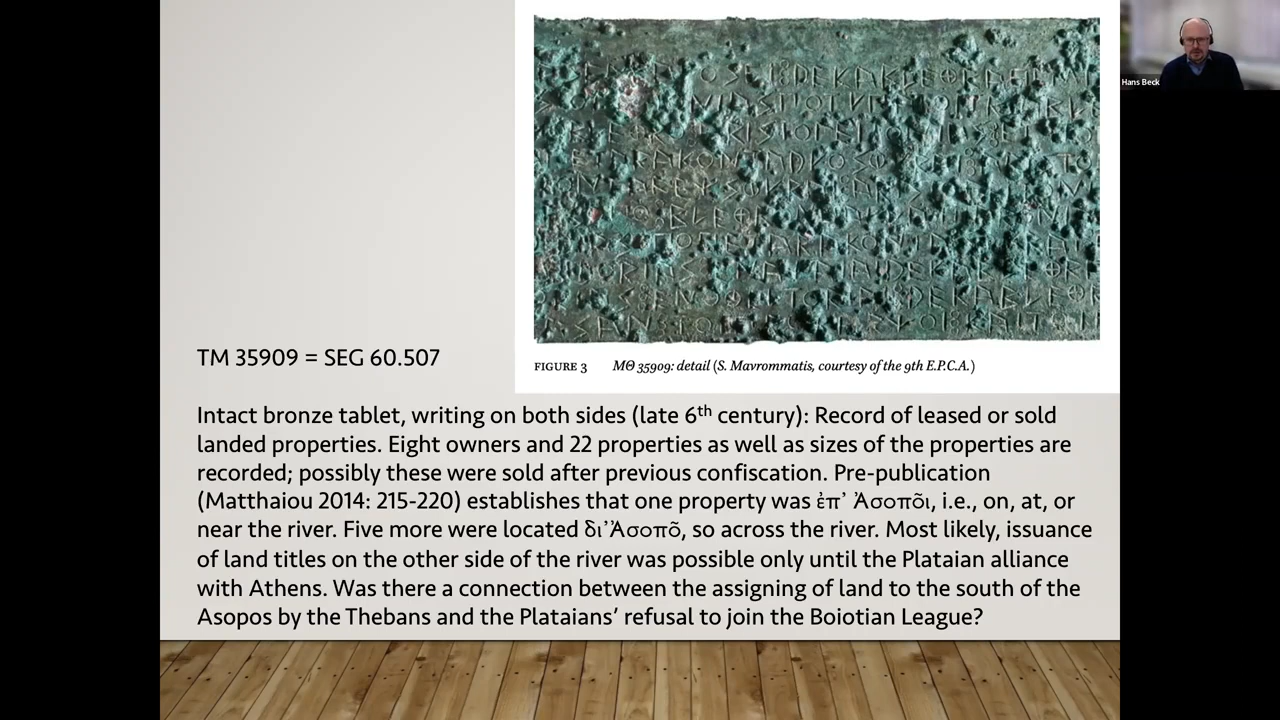 Hans Beck
FIGURE 3 ΜΘ 35909: detail (S. Mavrommatis, courtesy of the 9th E.P.C.A.)
TM 35909 = SEG 60.507
Intact bronze tablet, writing on both sides (late 6th century): Record of leased or sold
landed properties. Eight owners and 22 properties as well as sizes of the properties are
recorded; possibly these were sold after previous confiscation. Pre-publication
(Matthaiou 2014: 215-220) establishes that one property was ἐπ’ Ἀσοπõι, i.e., on, at, or
near the river. Five more were located δι’Ἀσοπõ, so across the river. Most likely, issuance
of land titles on the other side of the river was possible only until the Plataian alliance
with Athens. Was there a connection between the assigning of land to the south of the
Asopos by the Thebans and the Plataians’ refusal to join the Boiotian League?